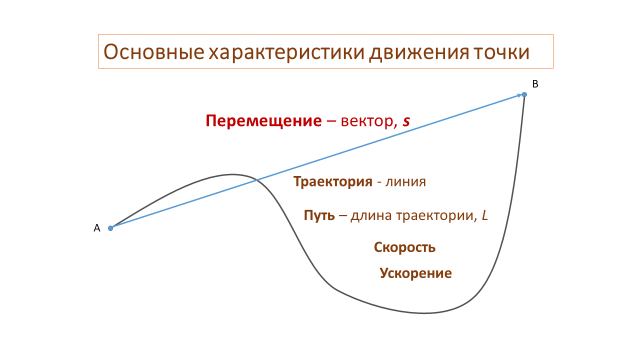 Основные характеристики движения точки
B
Перемещение – вектор, s
Траектория - линия
Путь – длина траектории, L
A
Скорость
Ускорение